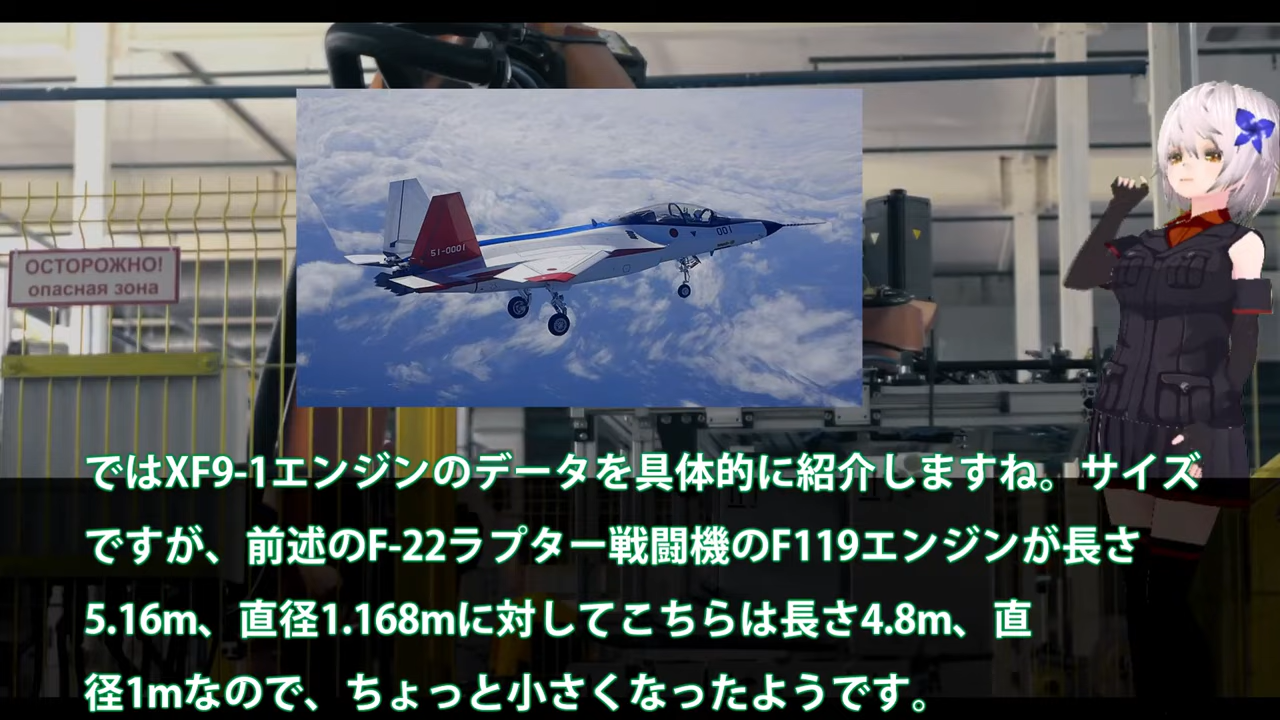 ОСТОРОЖНО!
опасная зона
51-0001
001
ではXF9-1エンジンのデータを具体的に紹介しますね。 サイズ
ですが、前述のF-22ラプター戦闘機のF119エンジンが長さ
5.16m、直径1.168mに対してこちらは長さ4.8m、直
径1mなので、ちょっと小さくなったようです。